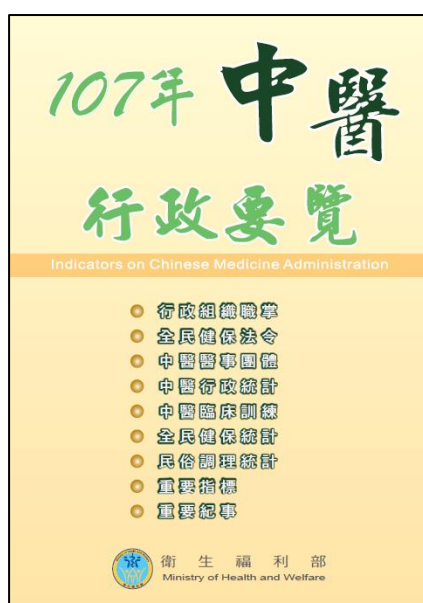 107年 中醫
行政要覽
Indicators on Chinese Medicine Administration
行政組織職掌
全民健保法令
中醫醫事團體
中醫行政統計
中醫臨床訓練
全民健保統計
民俗調理統計
重要指標
重要紀事
衛生福利部
Ministry of Health and Welfare